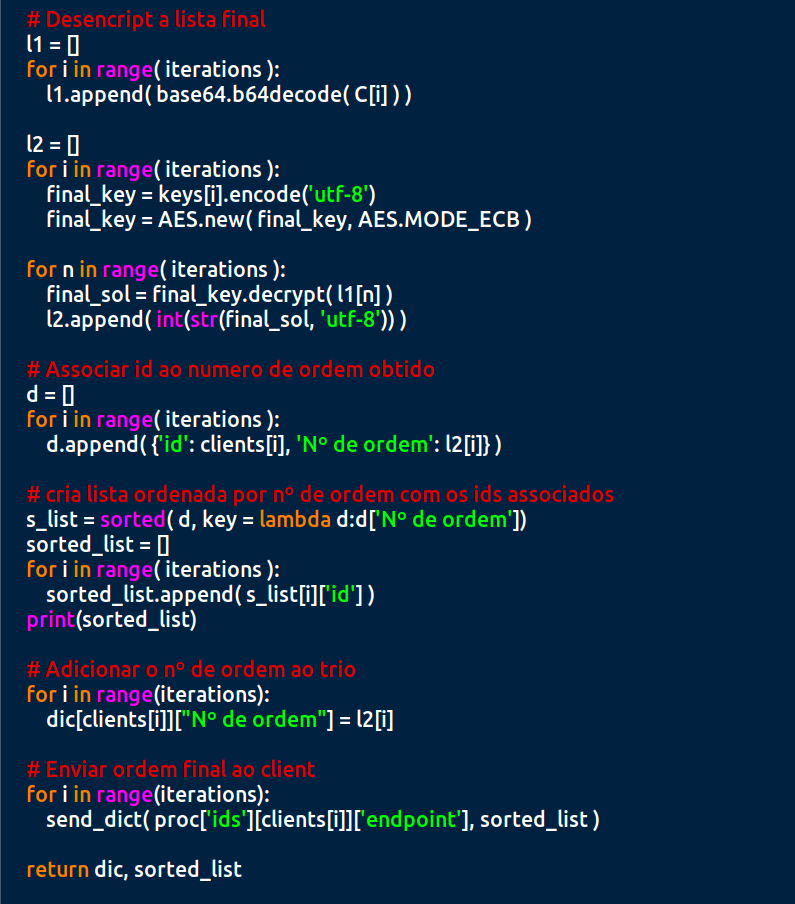 # Desencript a lista final
l1 = []
for i in range( iterations ):
    l1.append( base64.b64decode( C[i] ) )

l2 = []
for i in range( iterations ):
    final_key = keys[i].encode('utf-8')
    final_key = AES.new( final_key, AES.MODE_ECB )

for n in range( iterations ):
    final_sol = final_key.decrypt( l1[n] )
    l2.append( int(str(final_sol, 'utf-8')) )

# Associar id ao numero de ordem obtido
d = []
for i in range( iterations ):
    d.append( {'id': clients[i], 'Nº de ordem': l2[i]} )

# cria lista ordenada por nº de ordem com os ids associados
s_list = sorted( d, key = lambda d:d['Nº de ordem'])
sorted_list = []
for i in range( iterations ):
    sorted_list.append( s_list[i]['id'] )
print(sorted_list)

# Adicionar o nº de ordem ao trio
for i in range(iterations):
    dic[clients[i]]["Nº de ordem"] = l2[i]

# Enviar ordem final ao client
for i in range(iterations):
    send_dict( proc['ids'][clients[i]]['endpoint'], sorted_list )

return dic, sorted_list